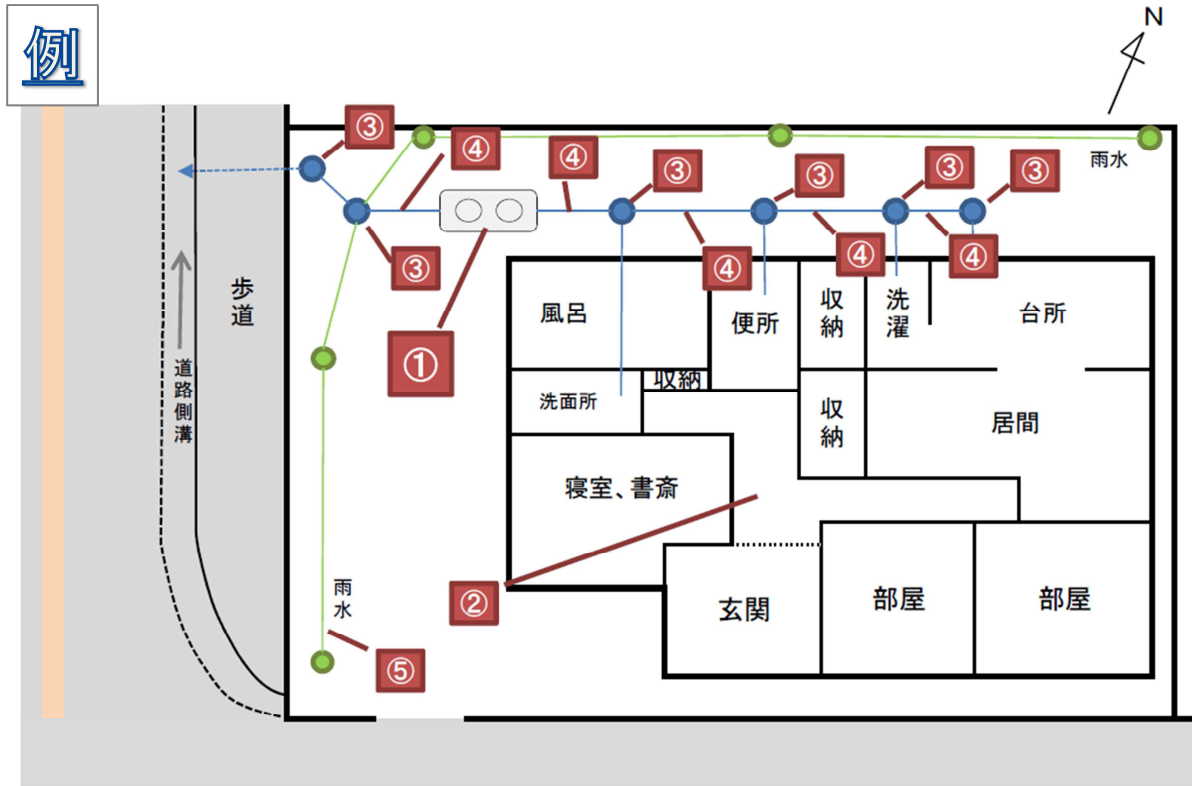 例
N
③
④
④
③
③
③
③
雨水
③
④
④
④
歩道
風呂
便所
収納
洗濯
台所
①
道路側溝
収納
洗面所
収納
居間
寝室、書斎
雨水
②
玄関
部屋
部屋
⑤